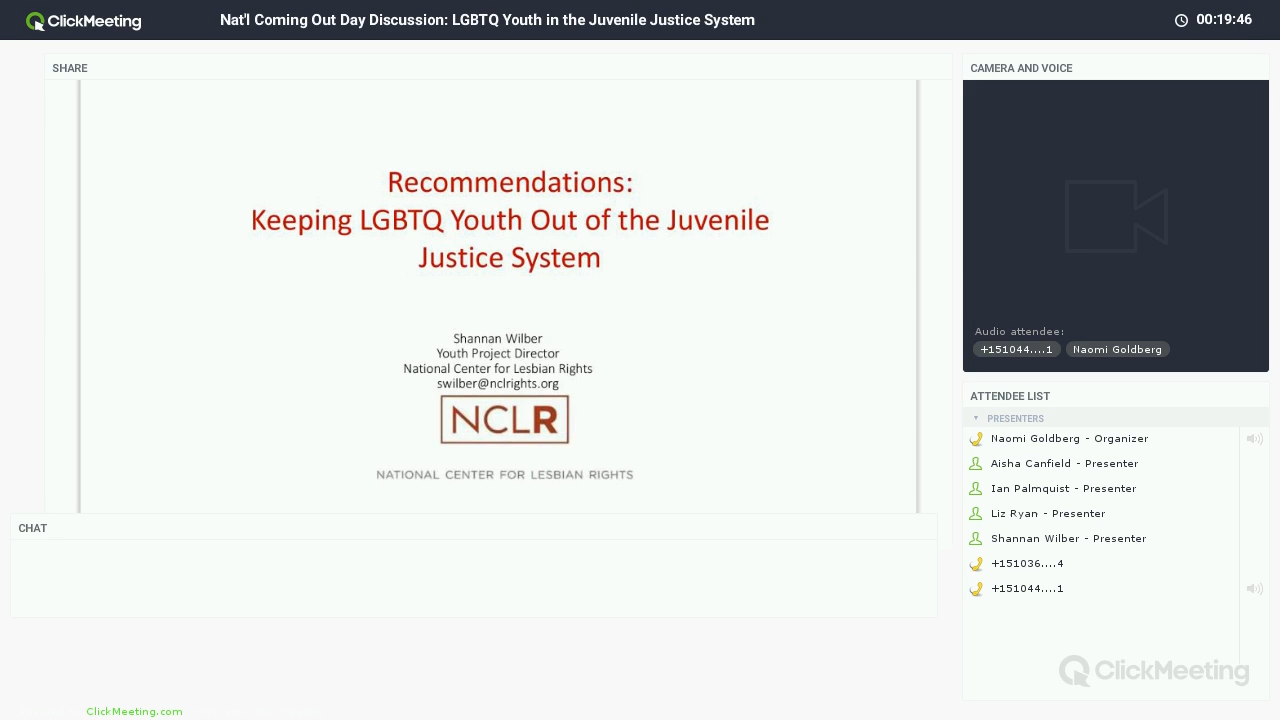 ClickMeeting
Nat'l Coming Out Day Discussion: LGBTQ Youth in the Juvenile Justice System
00:19:46
SHARE
Recommendations:
Keeping LGBTQ Youth Out of the Juvenile
Justice System
Shannan Wilber
Youth Project Director
National Center for Lesbian Rights
swilber@nclrights.org
NCLR
NATIONAL CENTER FOR LESBIAN RIGHTS
CHAT
CAMERA AND VOICE
Audio attendee:
+151044....1
Naomi Goldberg
ATTENDEE LIST
PRESENTERS
Naomi Goldberg - Organizer
Aisha Canfield - Presenter
Ian Palmquist - Presenter
Liz Ryan - Presenter
Shannan Wilber - Presenter
+151036....4
+151044....1
ClickMeeting
ClickMeeting.com